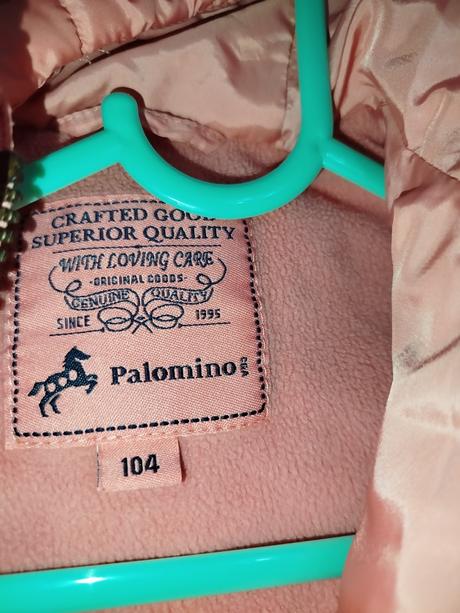 CRAFTED GOOD
SUPERIOR QUALITY
WITH LOVING CARE
-ORIGINAL GOODS-
GENUINE QUALITY
SINCE 1995
Palomino C&A
104